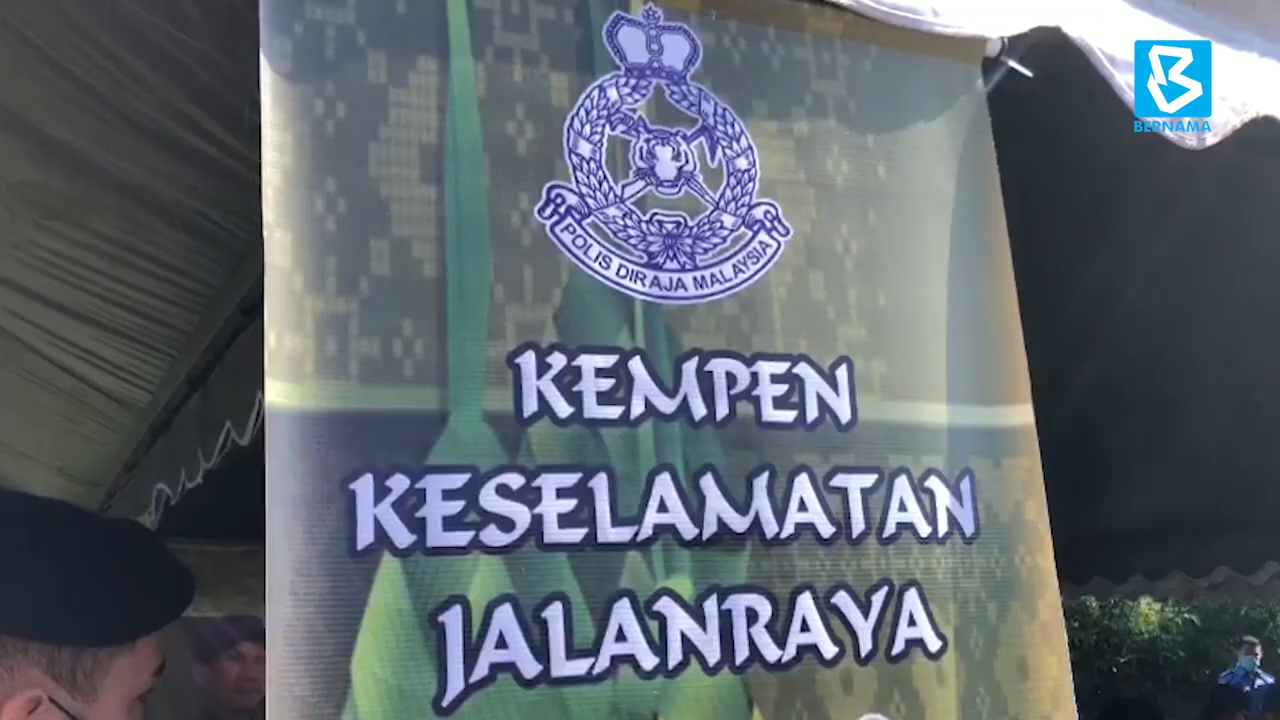 BERNAMA
POLIS DIRAJA MALAYSIA
KEMPEN
KESELAMATAN
JALANRAYA